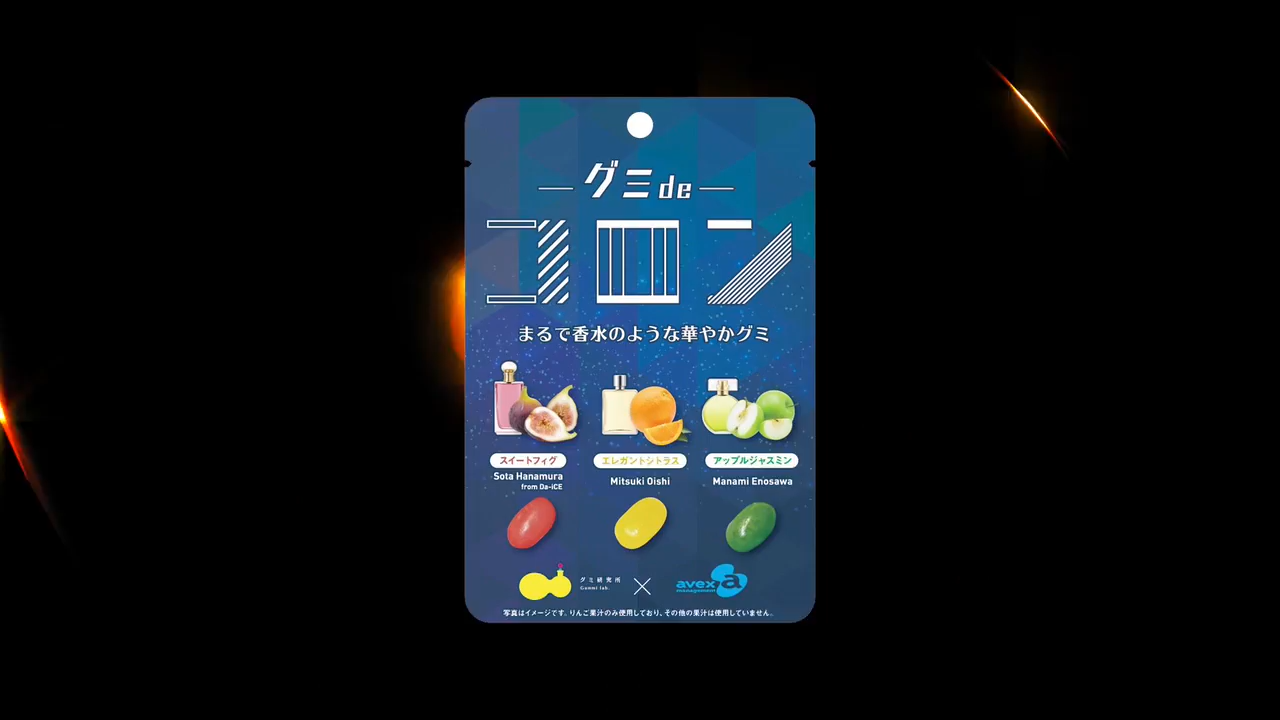 グミde
コロン
まるで香水のような華やかグミ
スイートフィグ
エレガントシトラス
アップルジャスミン
Sota Hanamura
from Da-iCE
Mitsuki Oishi
Manami Enosawa
グミ研究所
Gummi lab.
avex
management
a
写真はイメージです。りんご果汁のみ使用しており、その他の果汁は使用していません。